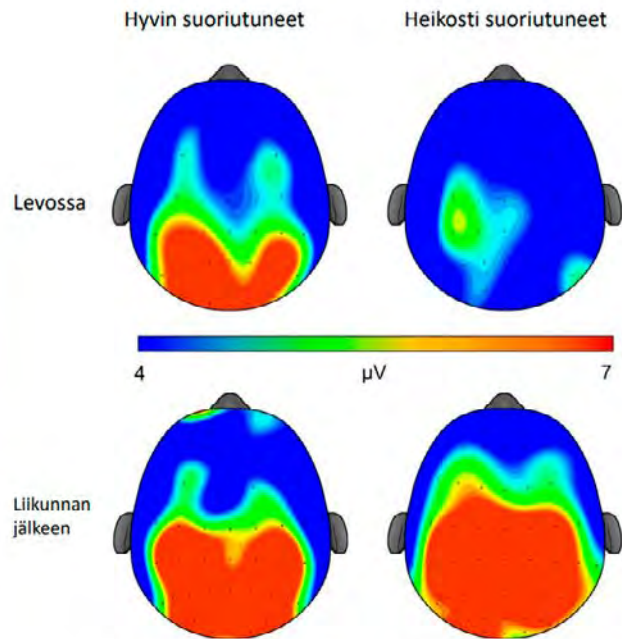 Hyvin suoriutuneet
Heikosti suoriutuneet
Levossa
4
µV
7
Liikunnan
jälkeen